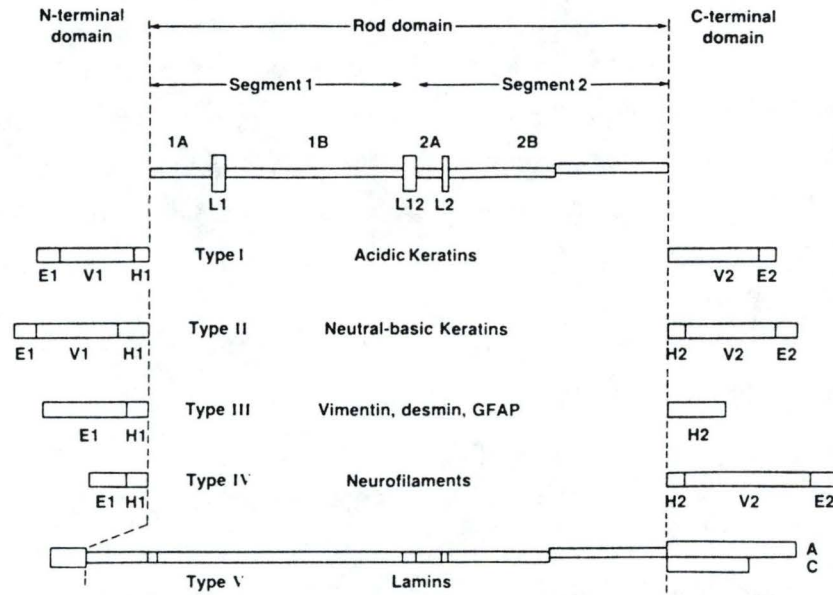 N-terminal domain
Rod domain
C-terminal domain
Segment 1
Segment 2
1A 1B 2A 2B
L1 L12 L2
Type I Acidic Keratins
E1 V1 H1 V2 E2
Type II Neutral-basic Keratins
E1 V1 H1 H2 V2 E2
Type III Vimentin, desmin, GFAP
E1 H1 H2
Type IV Neurofilaments
E1 H1 H2 V2 E2
A
C
Type V Lamins